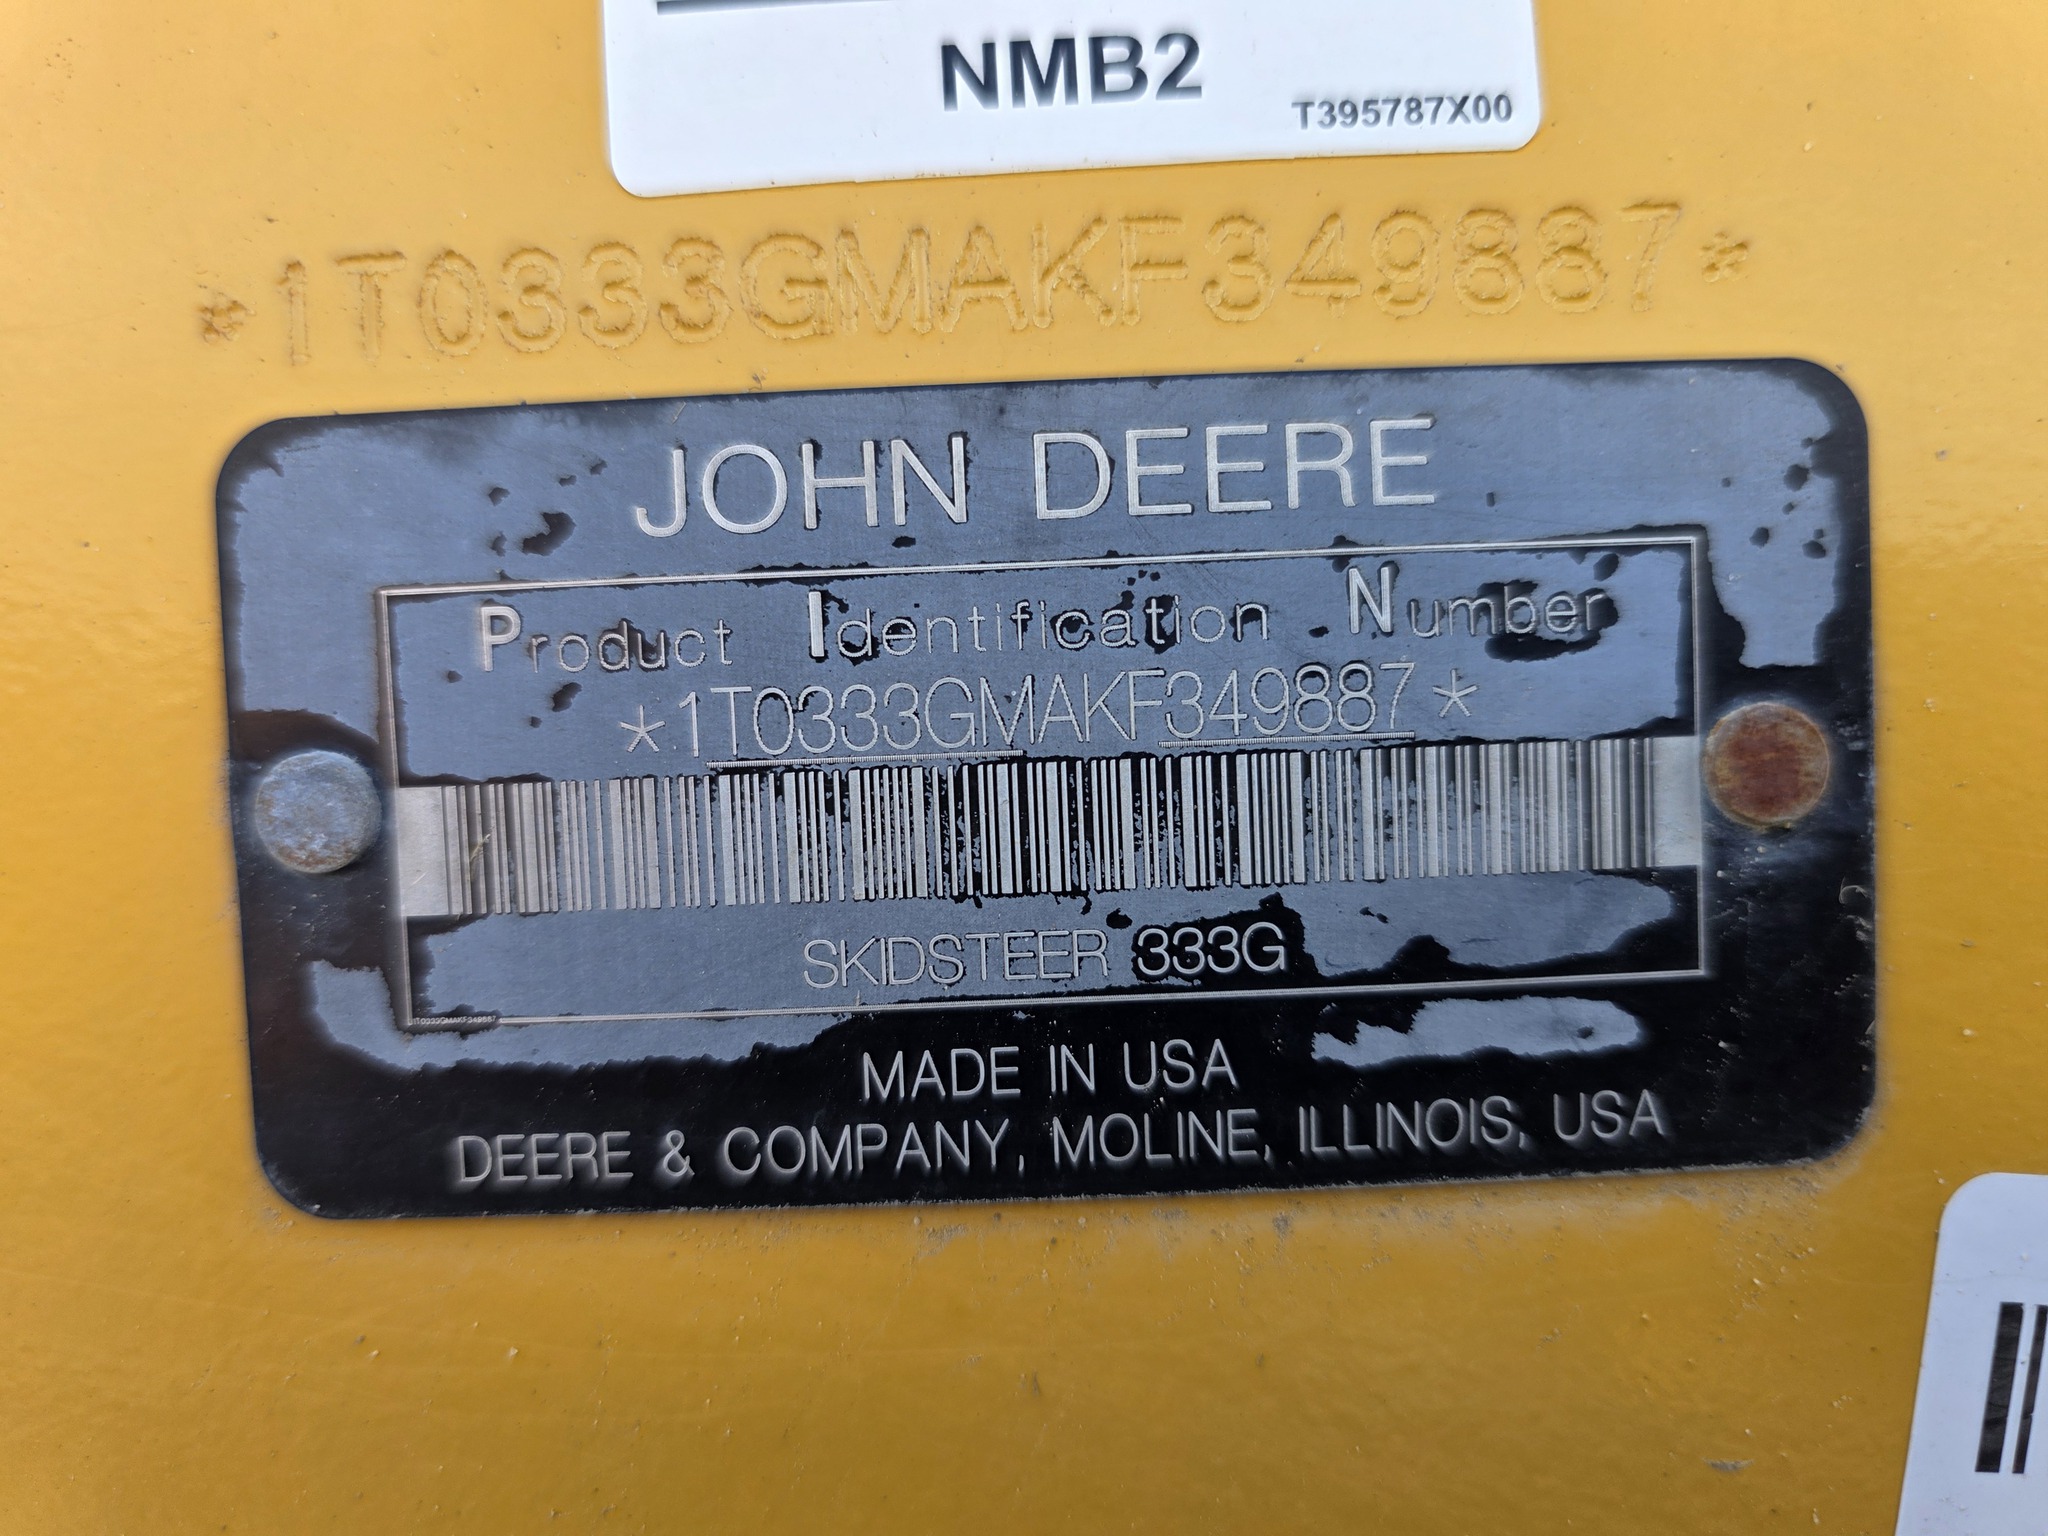 NMB2
T395787X00
*1T0333GMAKF349887*
JOHN DEERE
Product Identification Number
*1T0333GMAKF349887*
SKIDSTEER 333G
1T0333GMAKF349887
MADE IN USA
DEERE & COMPANY, MOLINE, ILLINOIS, USA